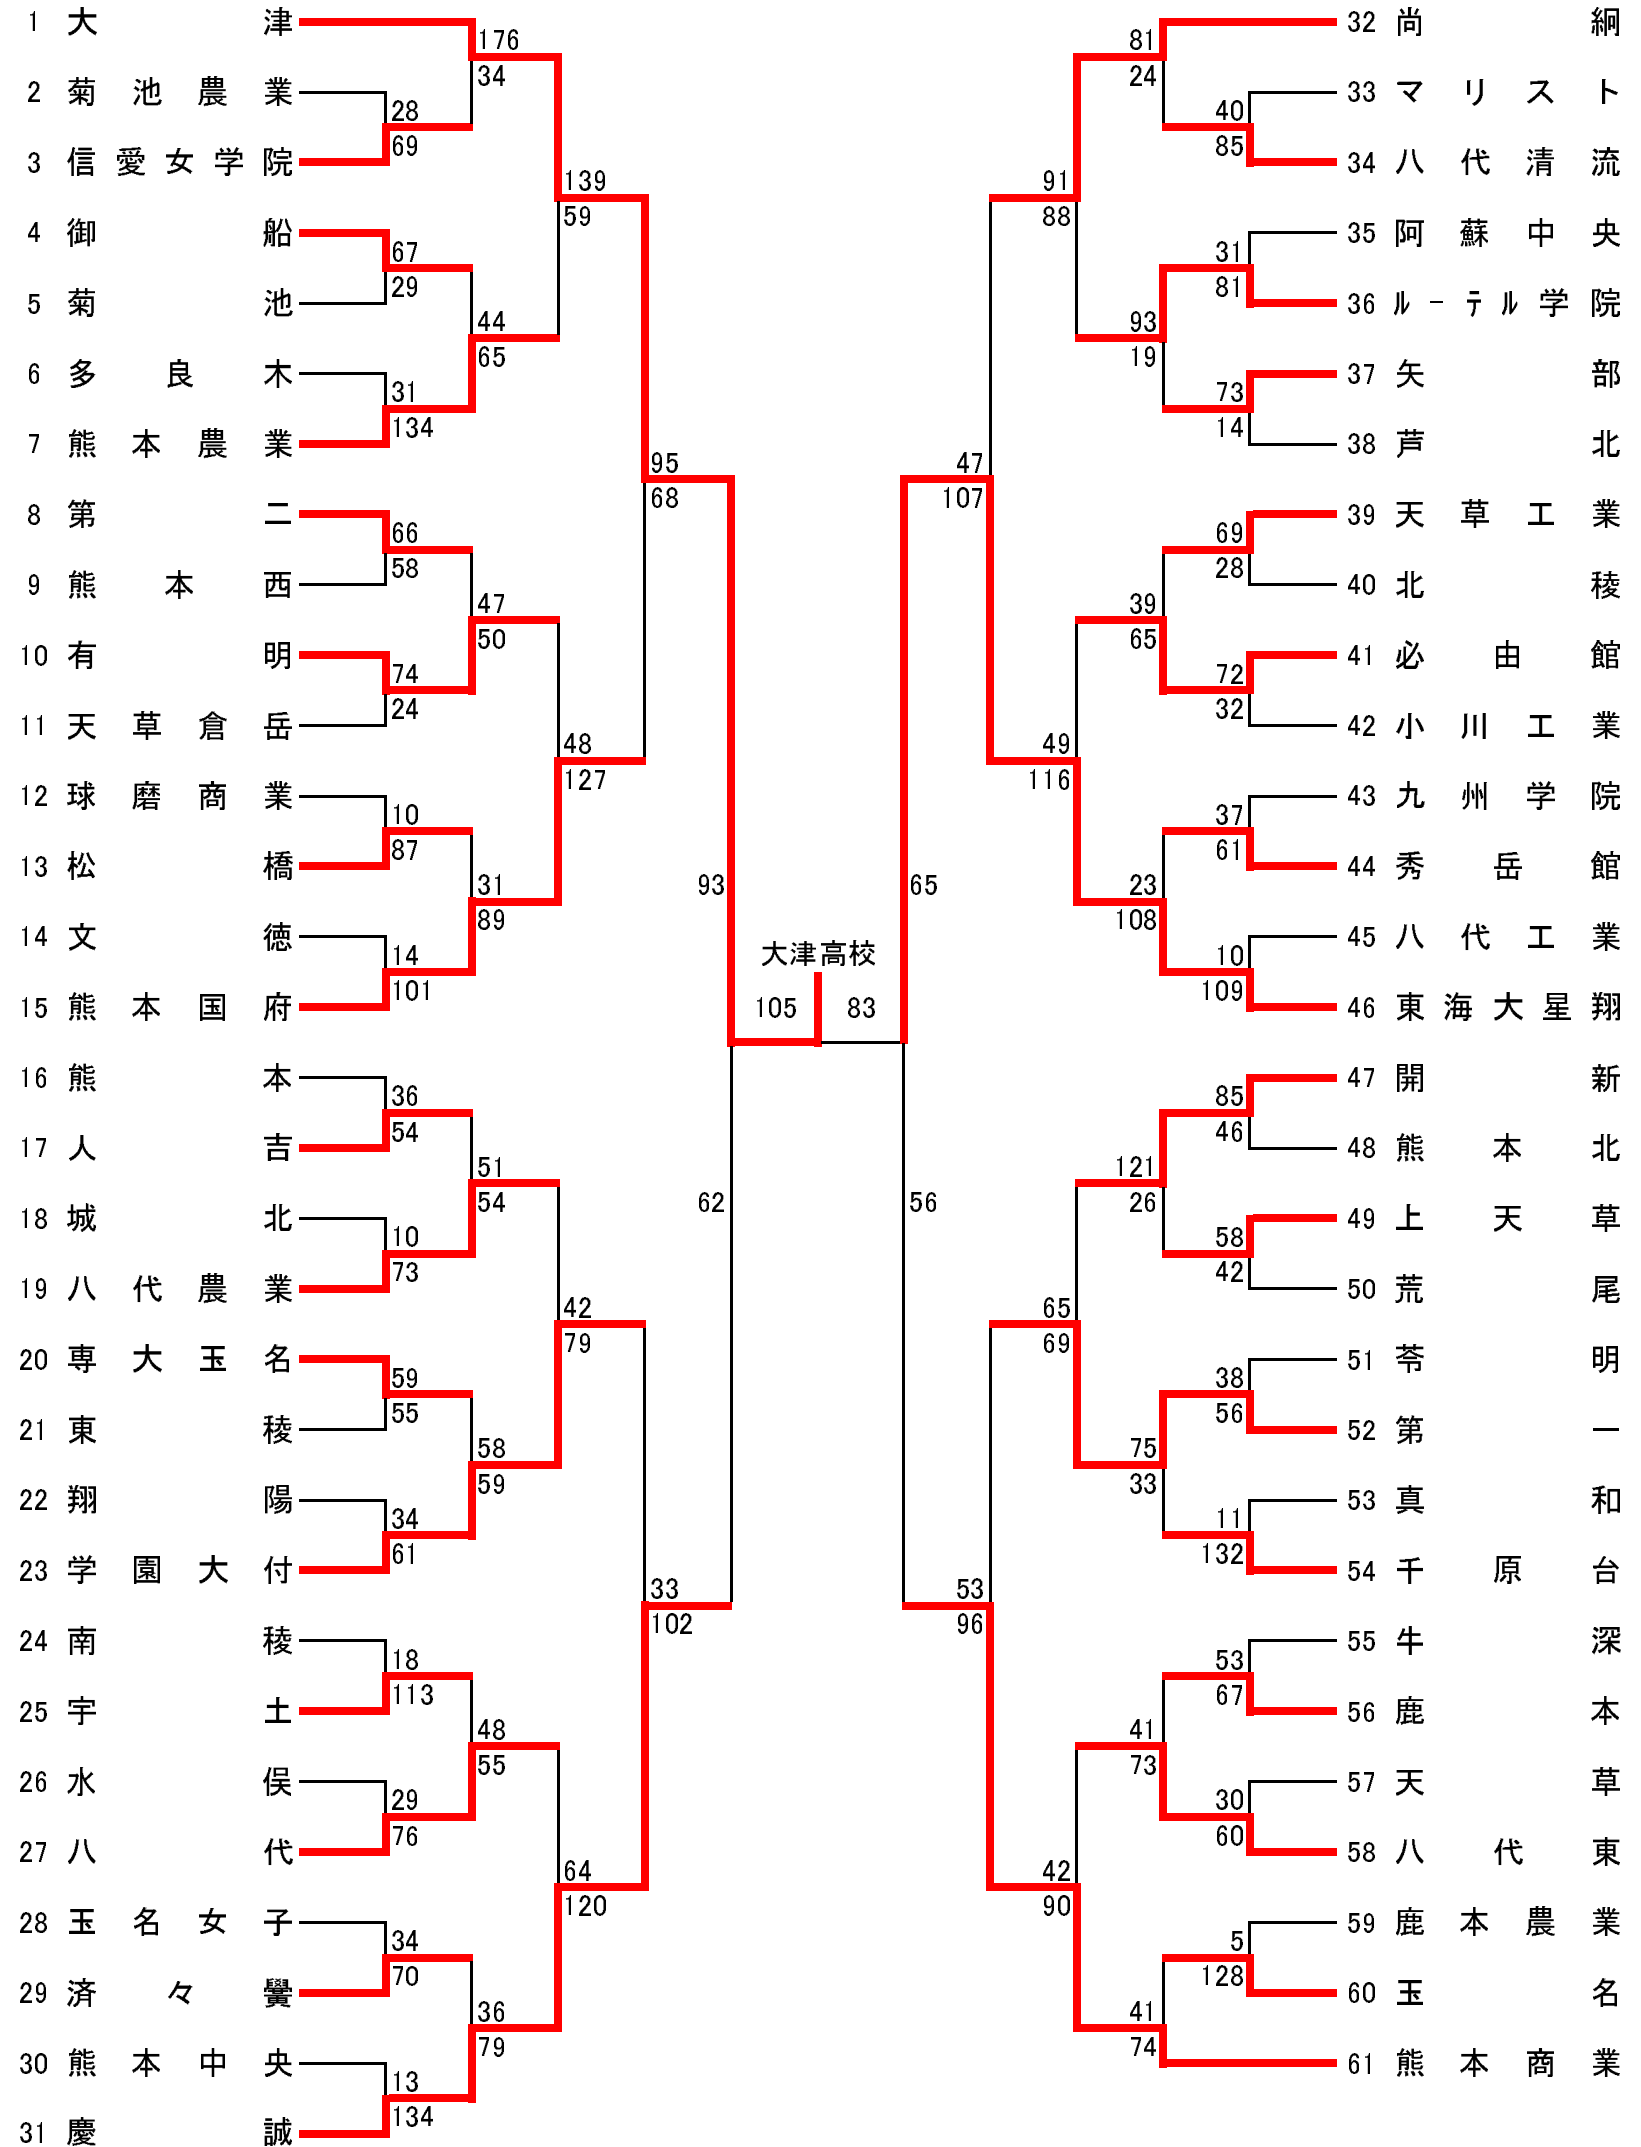 1 大津
2 菊池農業
3 信愛女学院
4 御船
5 菊池
6 多良木
7 熊本農業
8 第二
9 熊本西
10 有明
11 天草倉岳
12 球磨商業
13 松橋
14 文徳
15 熊本国府
16 熊本
17 人吉
18 城北
19 八代農業
20 専大玉名
21 東稜
22 翔陽
23 学園大付
24 南稜
25 宇土
26 水俣
27 八代
28 玉名女子
29 済々黌
30 熊本中央
31 慶誠
28
69
67
29
31
134
66
58
74
24
10
87
14
101
36
54
10
73
59
55
34
61
18
113
29
76
34
70
13
134
176
34
44
65
47
50
31
89
51
54
58
59
48
55
36
79
139
59
48
127
42
79
64
120
95
68
33
102
93
62
大津高校
105 83
65
56
47
107
53
96
91
88
49
116
65
69
42
90
81
24
93
19
39
65
23
108
121
26
75
33
41
73
41
74
40
85
31
81
73
14
69
28
72
32
37
61
10
109
85
46
58
42
38
56
11
132
53
67
30
60
5
128
32 尚絅
33 マリスト
34 八代清流
35 阿蘇中央
36 ﾙｰﾃﾙ学院
37 矢部
38 芦北
39 天草工業
40 北稜
41 必由館
42 小川工業
43 九州学院
44 秀岳館
45 八代工業
46 東海大星翔
47 開新
48 熊本北
49 上天草
50 荒尾
51 苓明
52 第一
53 真和
54 千原台
55 牛深
56 鹿本
57 天草
58 八代東
59 鹿本農業
60 玉名
61 熊本商業